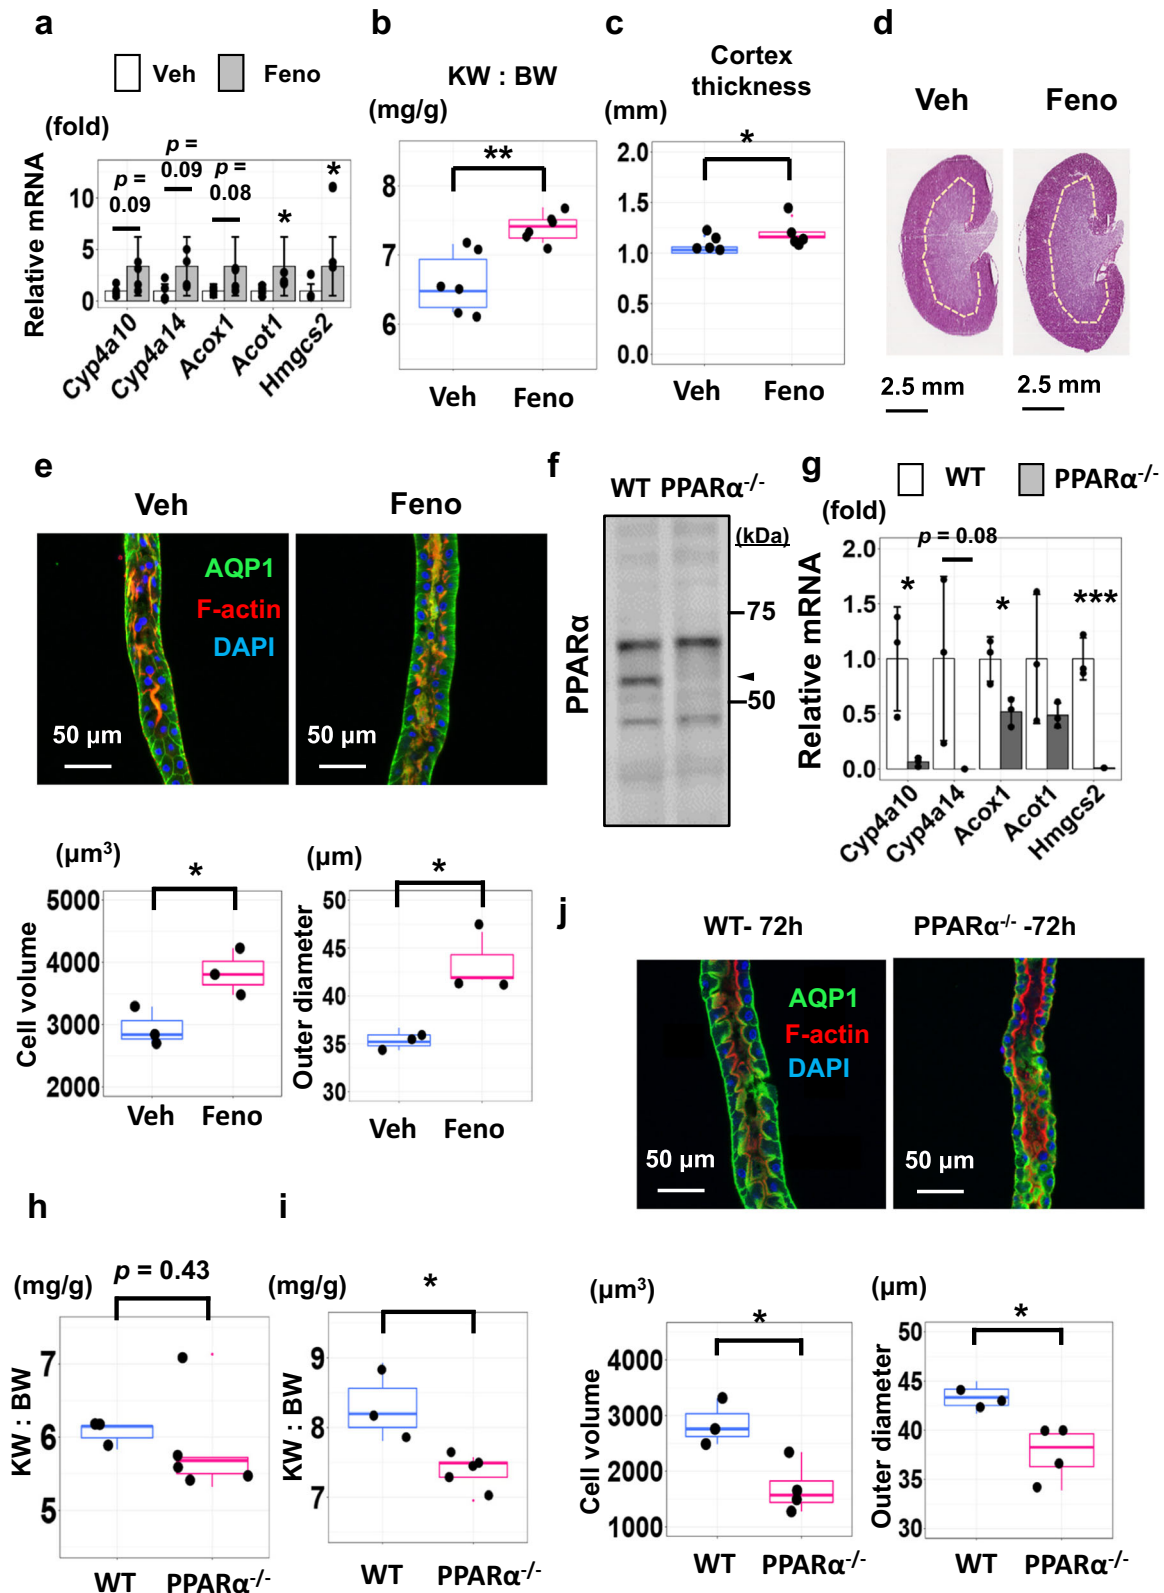 a
Veh Feno
(fold)
Relative mRNA
10
5
0
p = 0.09
p = 0.09
p = 0.08
*
*
Cyp4a10
Cyp4a14
Acox1
Acot1
Hmgcs2
b
KW : BW
(mg/g)
**
8
7
6
Veh Feno
c
Cortex
thickness
(mm)
*
2.0
1.5
1.0
0.5
0.0
Veh Feno
d
Veh Feno
2.5 mm 2.5 mm
e
Veh Feno
AQP1
F-actin
DAPI
50 µm 50 µm
(µm³)
*
Cell volume
5000
4000
3000
2000
Veh Feno
(µm)
*
Outer diameter
50
45
40
35
30
Veh Feno
f
WT PPARα-/-
(kDa)
75
50
PPARα
g
WT PPARα-/-
(fold)
Relative mRNA
2.0
1.5
1.0
0.5
0.0
*
p = 0.08
*
***
Cyp4a10
Cyp4a14
Acox1
Acot1
Hmgcs2
h
(mg/g)
p = 0.43
KW : BW
7
6
5
WT PPARα-/-
i
(mg/g)
*
KW : BW
9
8
7
WT PPARα-/-
j
WT- 72h PPARα-/- -72h
AQP1
F-actin
DAPI
50 µm 50 µm
(µm³)
*
Cell volume
4000
3000
2000
1000
WT PPARα-/-
(µm)
*
Outer diameter
50
45
40
35
30
WT PPARα-/-